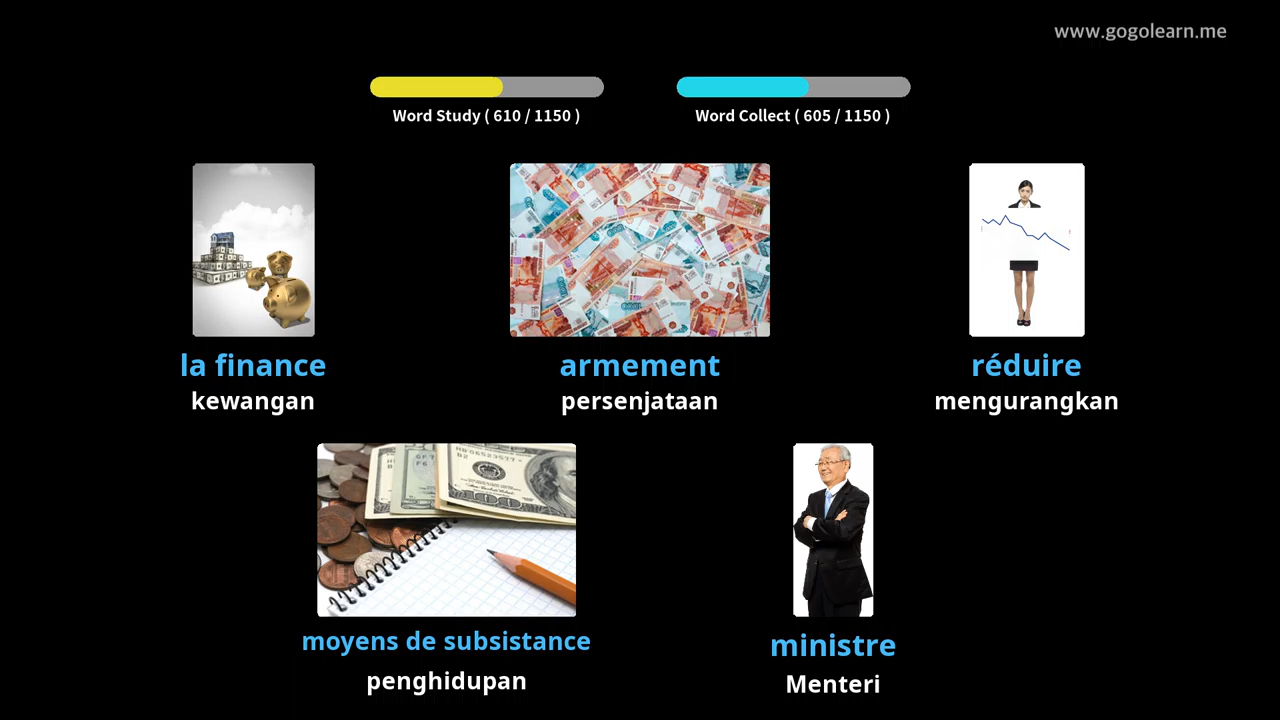 www.gogolearn.me
Word Study ( 610 / 1150 )
Word Collect ( 605 / 1150 )
la finance
kewangan
armement
persenjataan
réduire
mengurangkan
moyens de subsistance
penghidupan
ministre
Menteri